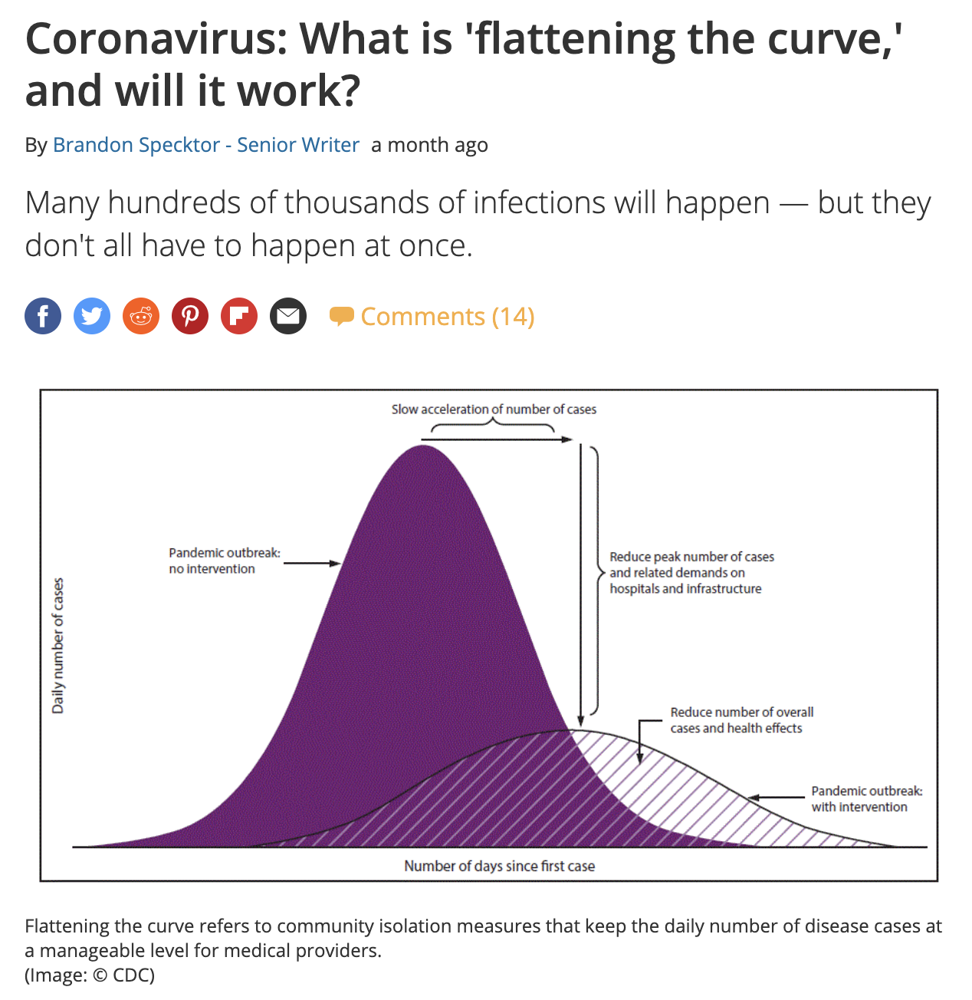 Coronavirus: What is 'flattening the curve,'
and will it work?
By Brandon Specktor - Senior Writer a month ago
Many hundreds of thousands of infections will happen — but they
don't all have to happen at once.
Comments (14)
Slow acceleration of number of cases
Pandemic outbreak:
no intervention
Reduce peak number of cases
and related demands on
hospitals and infrastructure
Daily number of cases
Reduce number of overall
cases and health effects
Pandemic outbreak:
with intervention
Number of days since first case
Flattening the curve refers to community isolation measures that keep the daily number of disease cases at
a manageable level for medical providers.
(Image: © CDC)